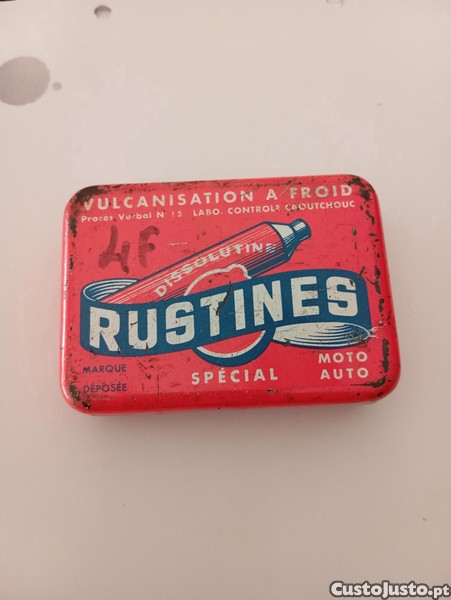 VULCANISATION A FROID
Procès Verbal N 15 LABO. CONTROLE CAOUTCHOUC
4F
DISSOLUTINE
RUSTINES
MARQUE DÉPOSÉE
SPÉCIAL
MOTO AUTO
CustoJusto.pt